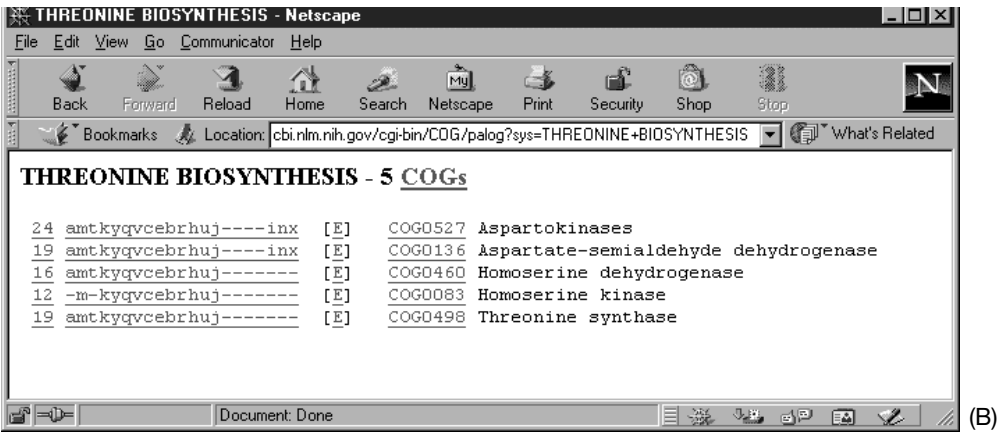 THREONINE BIOSYNTHESIS - Netscape
File Edit View Go Communicator Help
Back Forward Reload Home Search Netscape Print Security Shop Stop
Bookmarks Location: cbi.nlm.nih.gov/cgi-bin/COG/palog?sys=THREONINE+BIOSYNTHESIS What's Related
THREONINE BIOSYNTHESIS - 5 COGs
24 amtkyqvcebrhuj----inx [E] COG0527 Aspartokinases
19 amtkyqvcebrhuj----inx [E] COG0136 Aspartate-semialdehyde dehydrogenase
16 amtkyqvcebrhuj------- [E] COG0460 Homoserine dehydrogenase
12 -m-kyqvcebrhuj------- [E] COG0083 Homoserine kinase
19 amtkyqvcebrhuj------- [E] COG0498 Threonine synthase
Document: Done
(B)